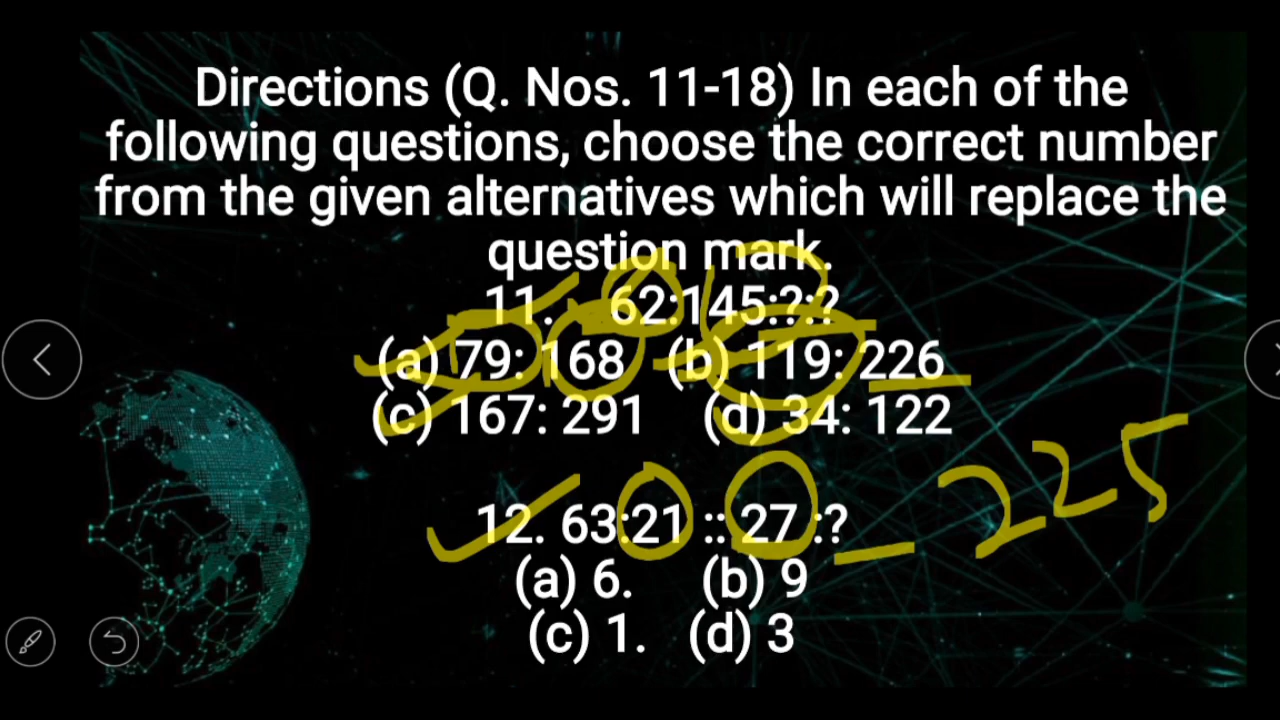 Directions (Q. Nos. 11-18) In each of the
following questions, choose the correct number
from the given alternatives which will replace the
question mark.
11. 62:145:?:?
(a) 79: 168 (b) 119: 226
(c) 167: 291 (d) 34: 122
12. 63:21 :: 27 :?
225
(a) 6. (b) 9
(c) 1. (d) 3